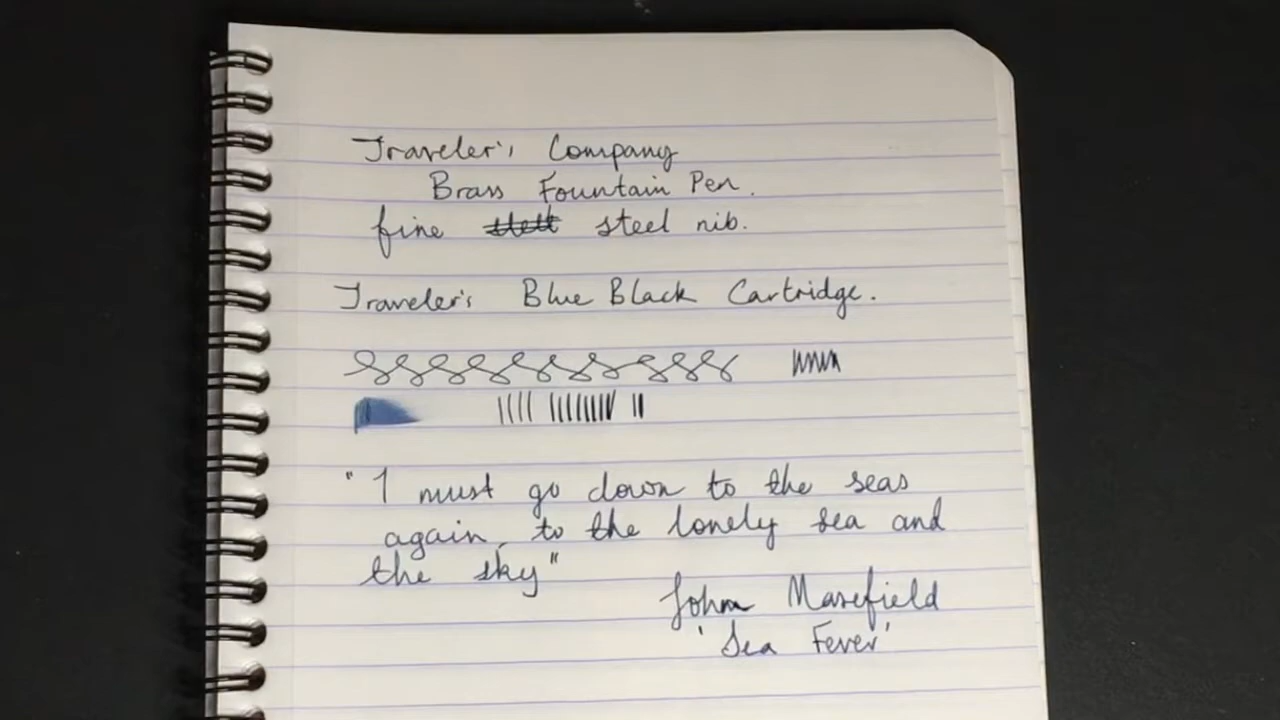 Traveler's Company
Brass Fountain Pen.
fine steel nib.
Traveler's Blue Black Cartridge.
"I must go down to the seas
again, to the lonely sea and
the sky"
John Masefield
'Sea Fever'